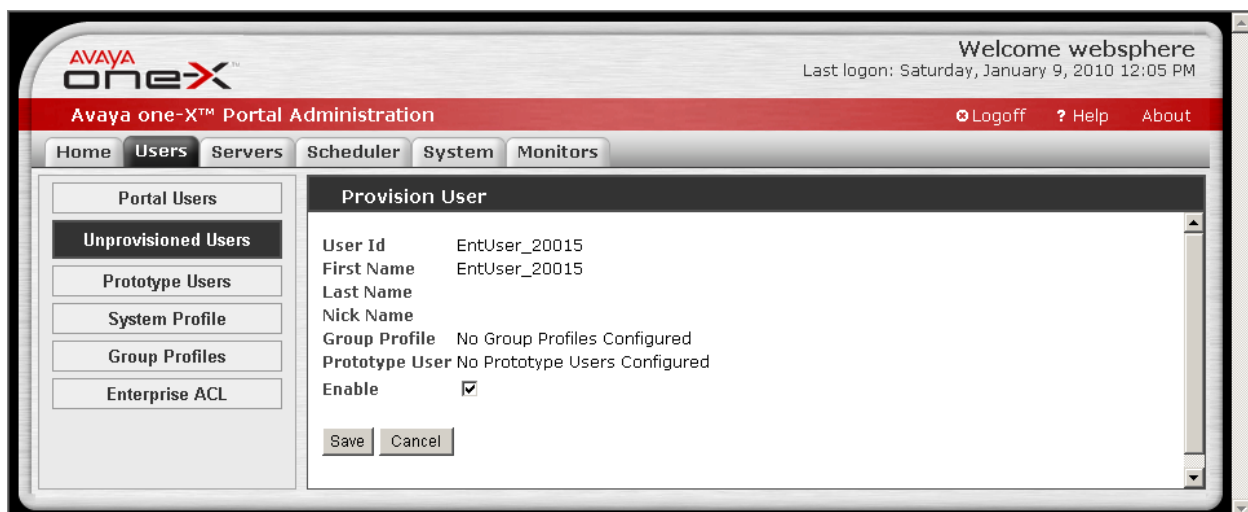 AVAYA
one-X™
Welcome websphere
Last logon: Saturday, January 9, 2010 12:05 PM
Avaya one-X™ Portal Administration
Logoff ? Help About
Home Users Servers Scheduler System Monitors
Portal Users
Unprovisioned Users
Prototype Users
System Profile
Group Profiles
Enterprise ACL
Provision User
User Id EntUser_20015
First Name EntUser_20015
Last Name
Nick Name
Group Profile No Group Profiles Configured
Prototype User No Prototype Users Configured
Enable
Save Cancel